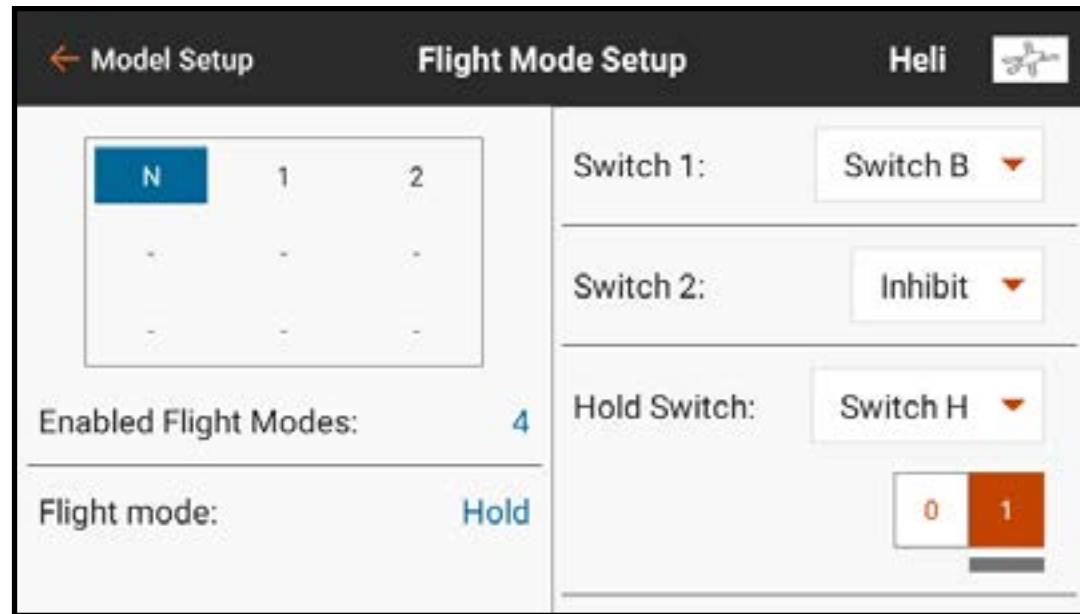 ← Model Setup Flight Mode Setup Heli
N 1 2
- - -
- - -
Enabled Flight Modes: 4
Flight mode: Hold
Switch 1: Switch B
Switch 2: Inhibit
Hold Switch: Switch H
0 1